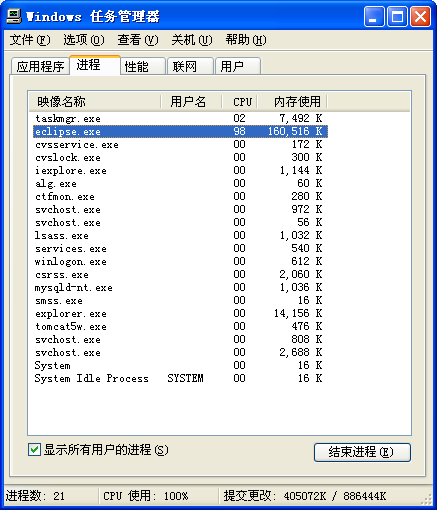 Windows 任务管理器
文件(F) 选项(O) 查看(V) 关机(U) 帮助(H)
应用程序 进程 性能 联网 用户
映像名称 用户名 CPU 内存使用
taskmgr.exe 02 7,492 K
eclipse.exe 98 160,516 K
cvsservice.exe 00 172 K
cvslock.exe 00 300 K
iexplore.exe 00 1,144 K
alg.exe 00 60 K
ctfmon.exe 00 280 K
svchost.exe 00 972 K
svchost.exe 00 56 K
lsass.exe 00 1,032 K
services.exe 00 540 K
winlogon.exe 00 612 K
csrss.exe 00 2,060 K
mysqld-nt.exe 00 1,036 K
smss.exe 00 16 K
explorer.exe 00 14,156 K
tomcat5w.exe 00 476 K
svchost.exe 00 808 K
svchost.exe 00 2,688 K
System 00 16 K
System Idle Process SYSTEM 00 16 K
显示所有用户的进程(S) 结束进程(E)
进程数: 21 CPU 使用: 100% 提交更改: 405072K / 886444K